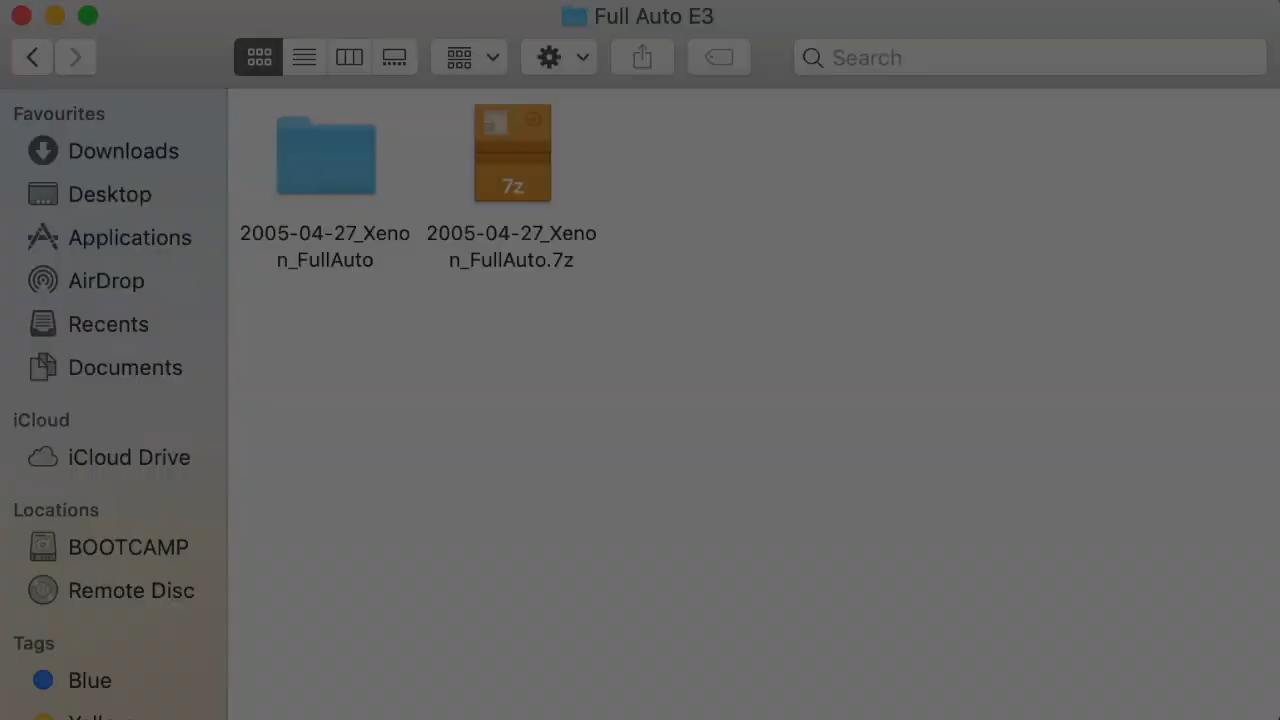 Full Auto E3
Search
Favourites
Downloads
Desktop
Applications
AirDrop
Recents
Documents
iCloud
iCloud Drive
Locations
BOOTCAMP
Remote Disc
Tags
Blue
7z
2005-04-27_Xeno
n_FullAuto
2005-04-27_Xeno
n_FullAuto.7z